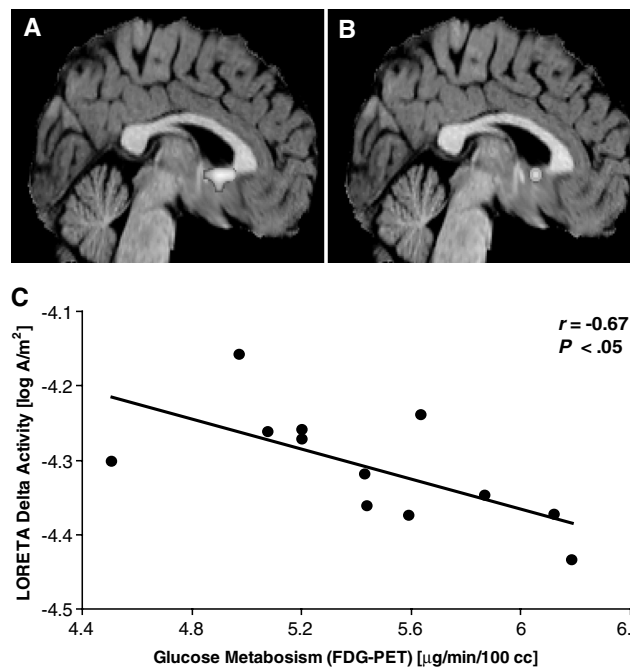 A
B
C
r = -0.67
P < .05
-4.1
-4.2
-4.3
-4.4
-4.5
LORETA Delta Activity [log A/m²]
4.4
4.8
5.2
5.6
6
6.
Glucose Metabosism (FDG-PET) [µg/min/100 cc]